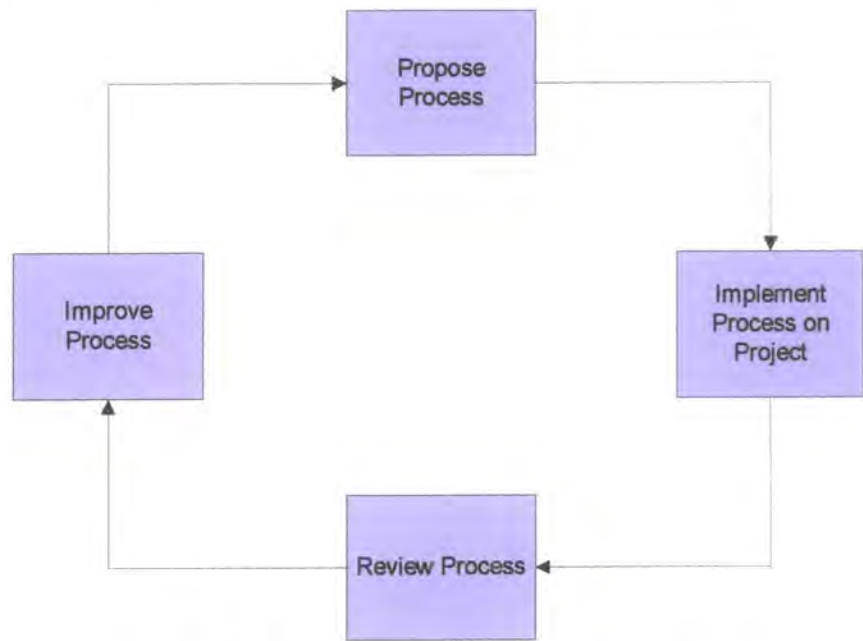 Propose
Process
Implement
Process on
Project
Review Process
Improve
Process